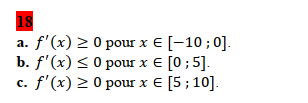 18
a. f'(x) ≥ 0 pour x ∈ [−10 ; 0].
b. f'(x) ≤ 0 pour x ∈ [0 ; 5].
c. f'(x) ≥ 0 pour x ∈ [5 ; 10].